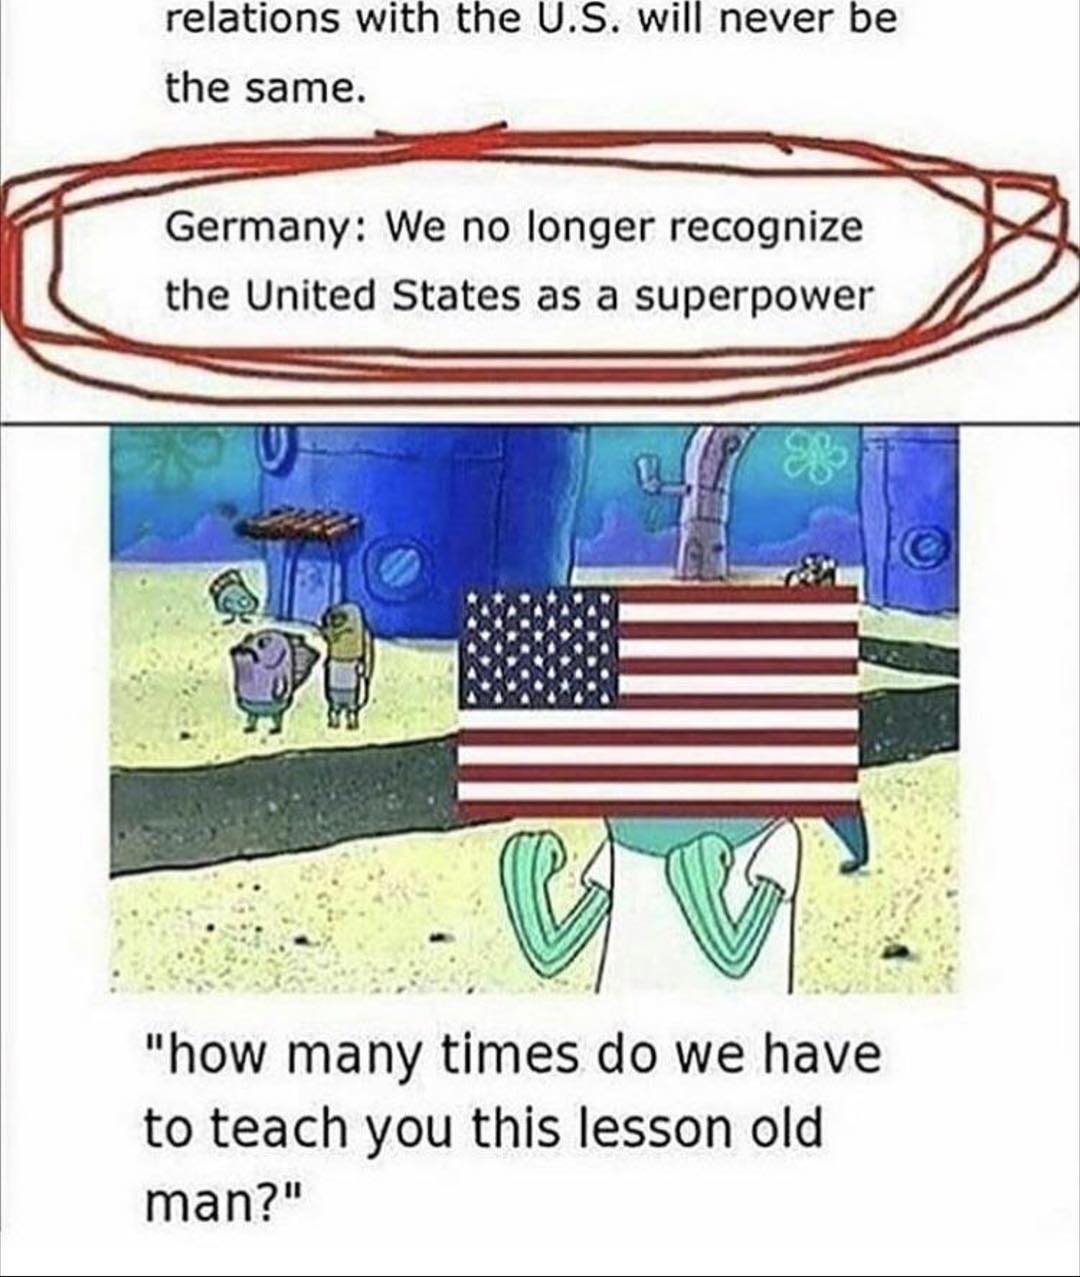 relations with the U.S. will never be
the same.
Germany: We no longer recognize
the United States as a superpower
"how many times do we have
to teach you this lesson old
man?"